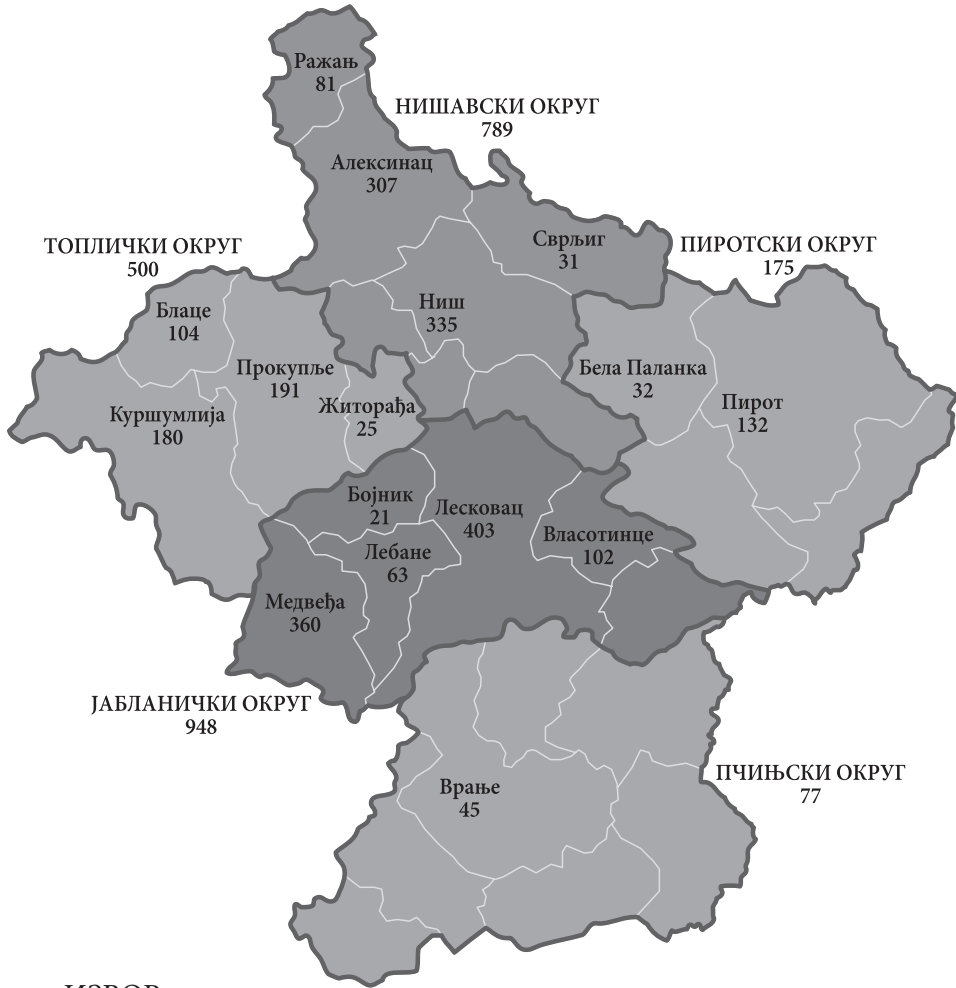 Ражањ
81
НИШАВСКИ ОКРУГ
789
Алексинац
307
Сврљиг
31
ТОПЛИЧКИ ОКРУГ
500
ПИРОТСКИ ОКРУГ
175
Блаце
104
Ниш
335
Прокупље
191
Бела Паланка
32
Житорађа
25
Пирот
132
Куршумлија
180
Бојник
21
Лесковац
403
Власотинце
102
Лебане
63
Медвеђа
360
ЈАБЛАНИЧКИ ОКРУГ
948
ПЧИЊСКИ ОКРУГ
77
Врање
45
ИЗВОР